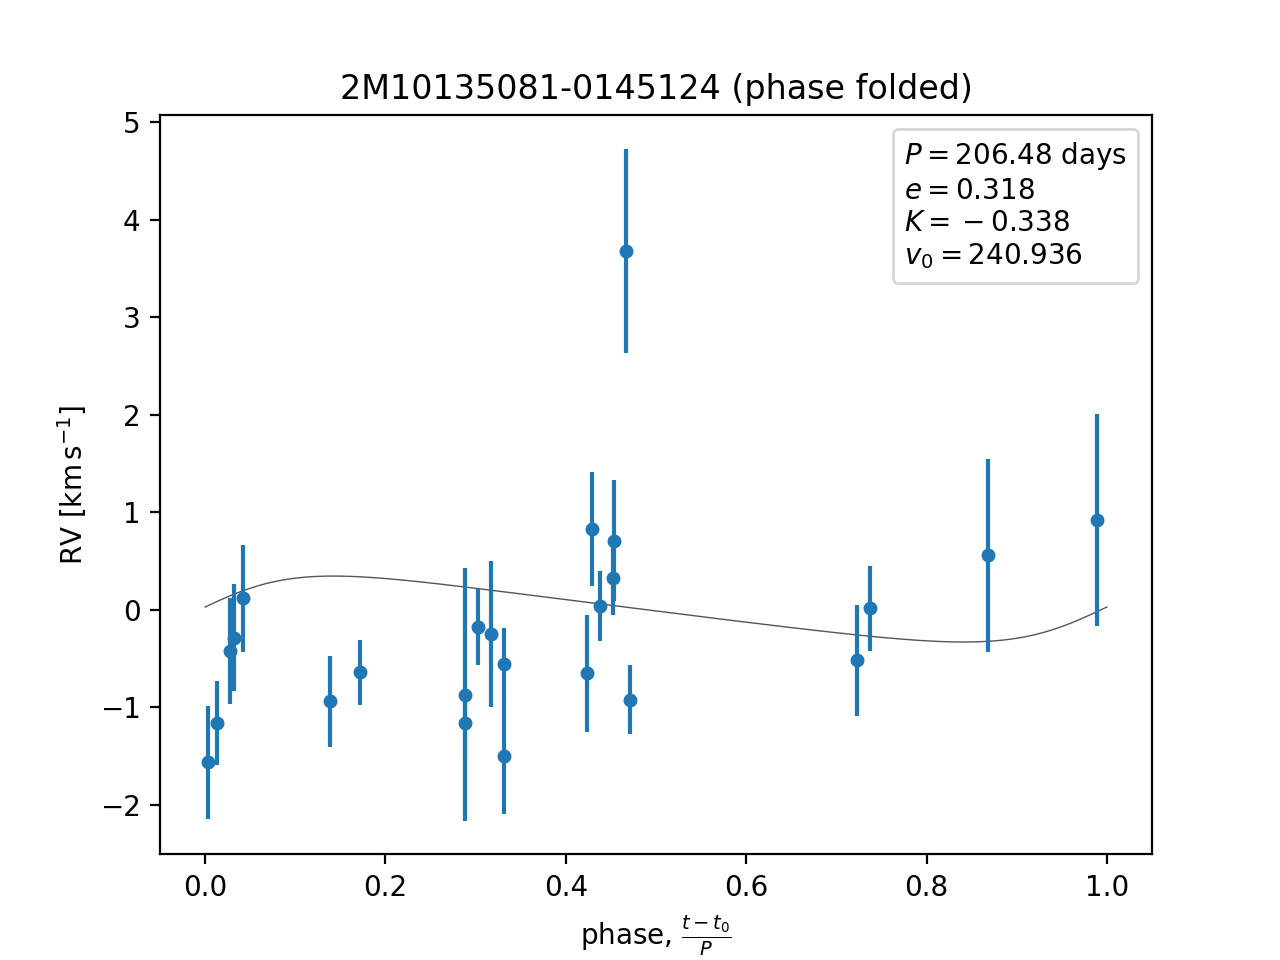 2M10135081-0145124 (phase folded)
P = 206.48 days
e = 0.318
K = −0.338
v₀ = 240.936
5
4
3
2
1
0
−1
−2
RV [km s⁻¹]
0.0 0.2 0.4 0.6 0.8 1.0
phase, (t − t₀)/P